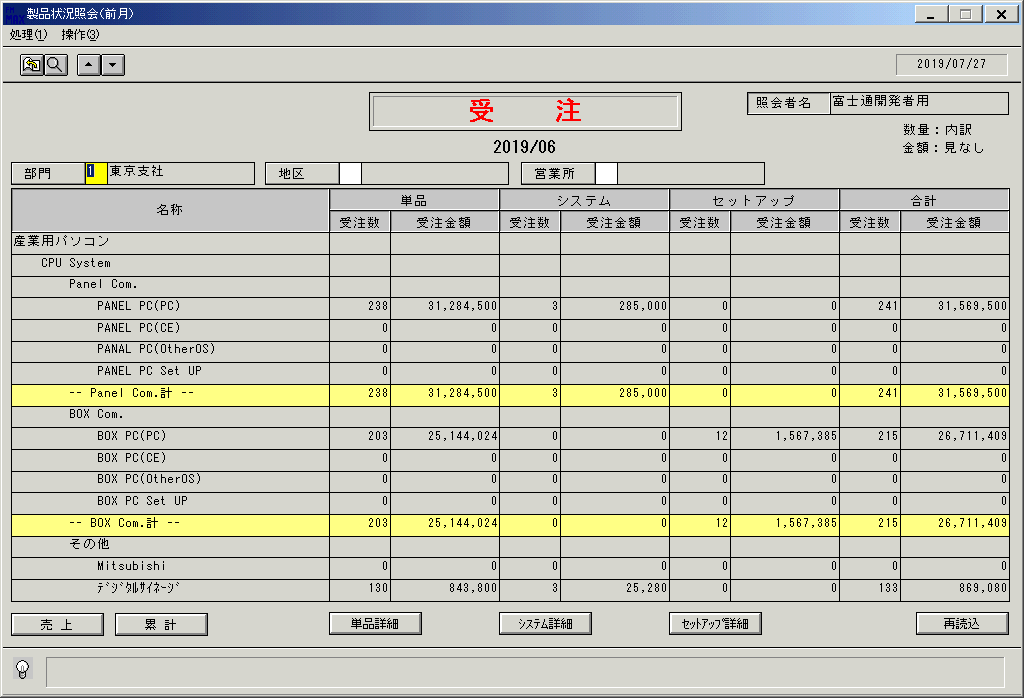 製品状況照会(前月)
処理(1) 操作(3)
2019/07/27
受 注
照会者名 富士通開発者用
2019/06
数量：内訳
金額：見なし
部門 1 東京支社 地区 営業所
名称 単品 システム セットアップ 合計
受注数 受注金額 受注数 受注金額 受注数 受注金額 受注数 受注金額
産業用パソコン
CPU System
Panel Com.
PANEL PC(PC) 238 31,284,500 3 285,000 0 0 241 31,569,500
PANEL PC(CE) 0 0 0 0 0 0 0 0
PANAL PC(OtherOS) 0 0 0 0 0 0 0 0
PANEL PC Set UP 0 0 0 0 0 0 0 0
-- Panel Com.計 -- 238 31,284,500 3 285,000 0 0 241 31,569,500
BOX Com.
BOX PC(PC) 203 25,144,024 0 0 12 1,567,385 215 26,711,409
BOX PC(CE) 0 0 0 0 0 0 0 0
BOX PC(OtherOS) 0 0 0 0 0 0 0 0
BOX PC Set UP 0 0 0 0 0 0 0 0
-- BOX Com.計 -- 203 25,144,024 0 0 12 1,567,385 215 26,711,409
その他
Mitsubishi 0 0 0 0 0 0 0 0
ﾃﾞｼﾞﾀﾙｻｲﾈｰｼﾞ 130 843,800 3 25,280 0 0 133 869,080
売 上 累 計 単品詳細 ｼｽﾃﾑ詳細 ｾｯﾄｱｯﾌﾟ詳細 再読込